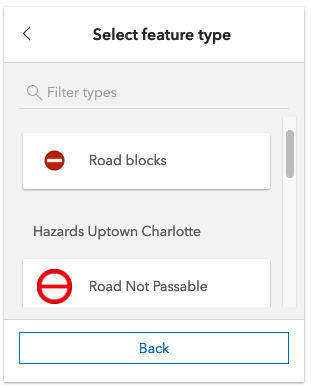 Select feature type
Filter types
Road blocks
Hazards Uptown Charlotte
Road Not Passable
Back